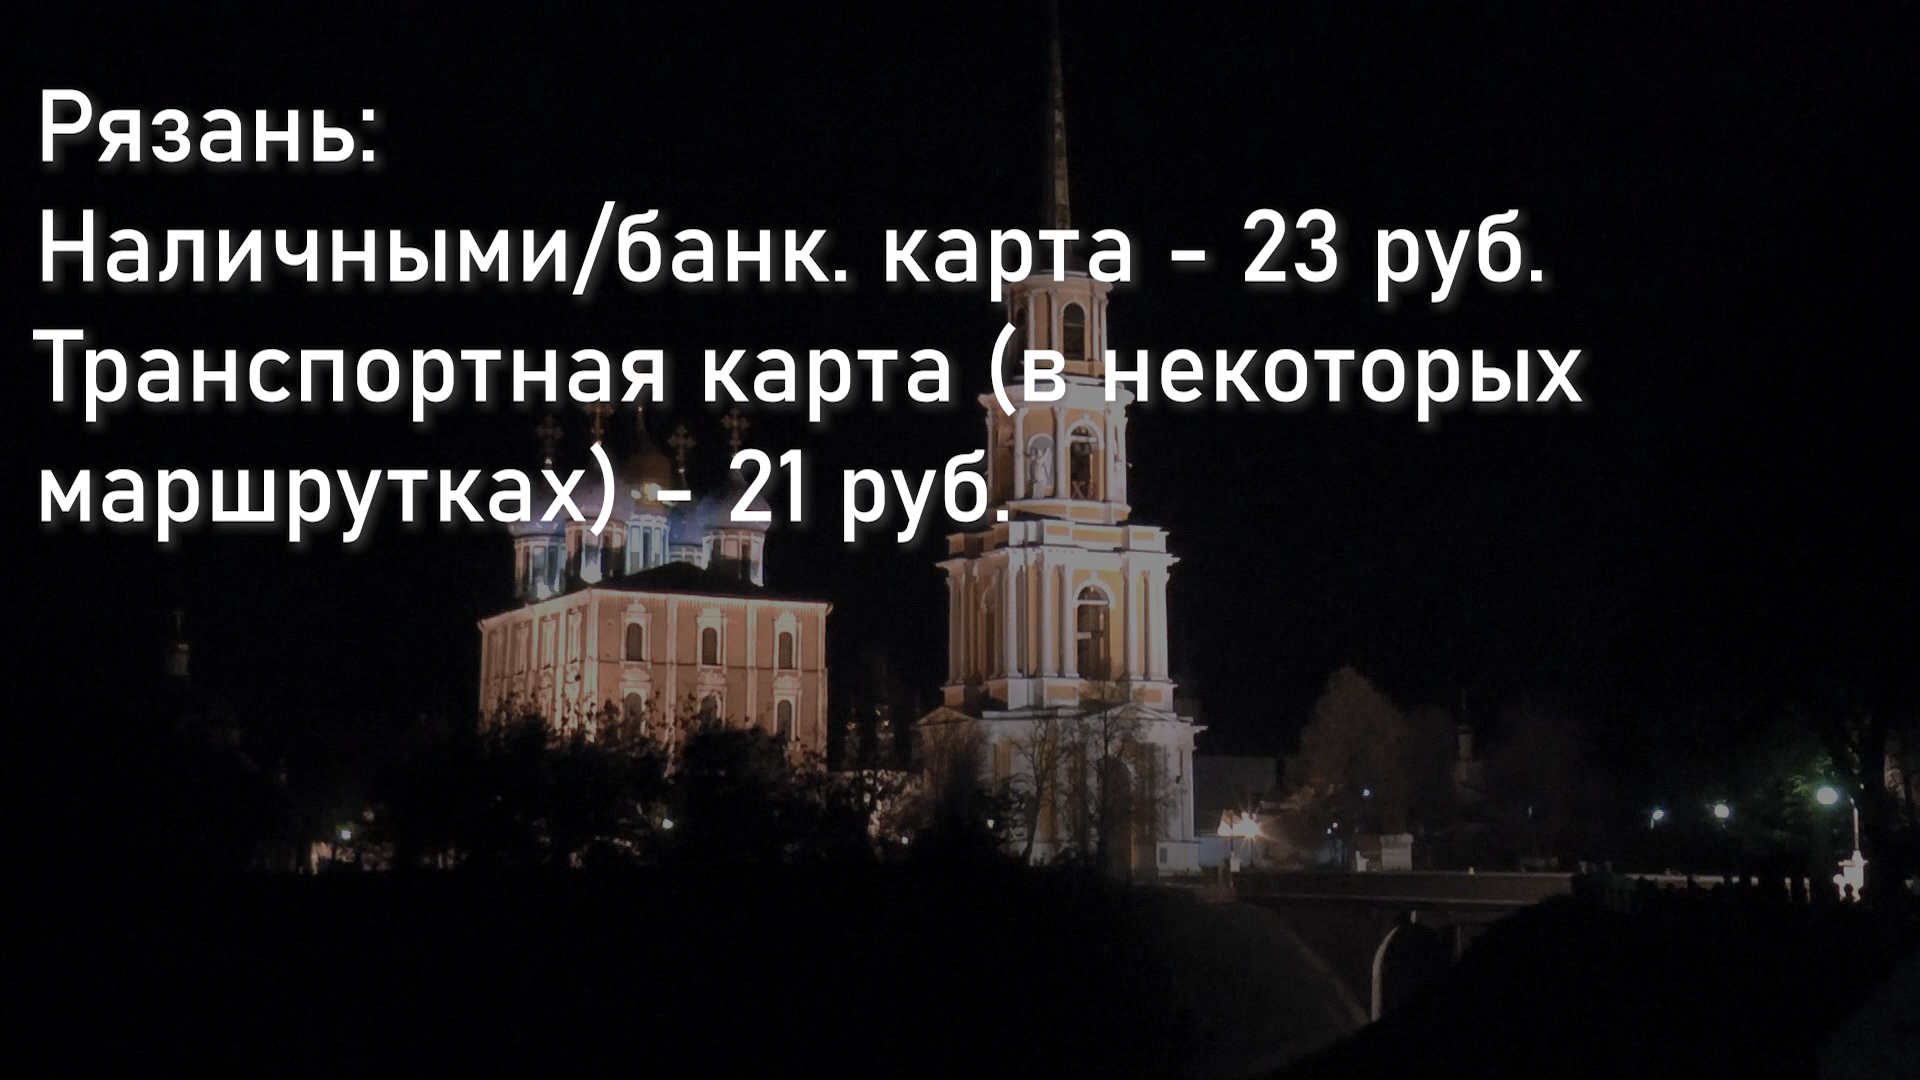 Рязань:
Наличными/банк. карта - 23 руб.
Транспортная карта (в некоторых
маршрутках) - 21 руб.